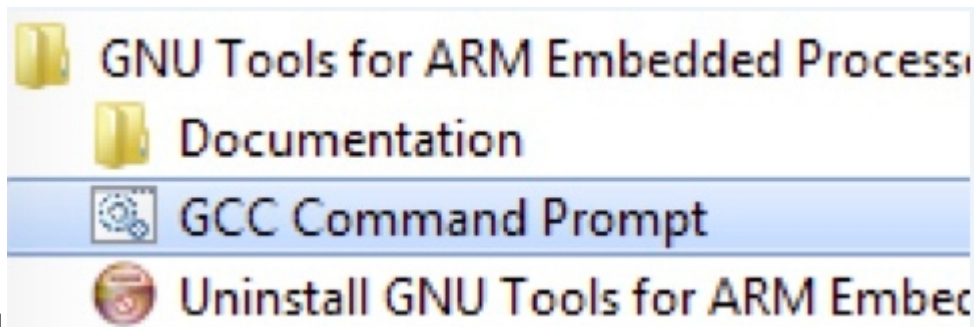 GNU Tools for ARM Embedded
Documentation
GCC Command Prompt
Uninstall GNU Tools for ARM